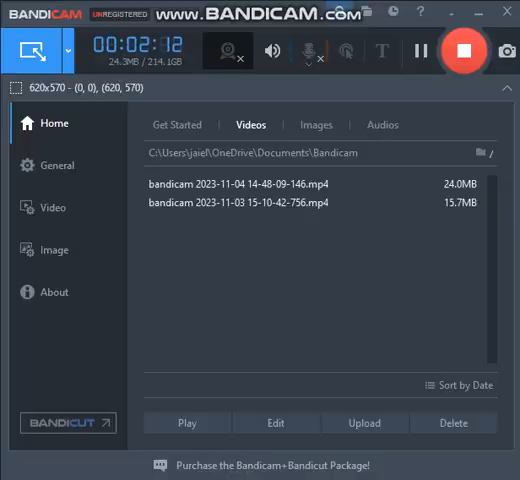 BANDICAM UNREGISTERED
WWW.BANDICAM.COM
00:02:12
24.3MB / 214.1GB
T
620x570 - (0, 0), (620, 570)
Home
General
Video
Image
About
BANDICUT
Get Started Videos Images Audios
C:\Users\jaiel\OneDrive\Documents\Bandicam
/
bandicam 2023-11-04 14-48-09-146.mp4 24.0MB
bandicam 2023-11-03 15-10-42-756.mp4 15.7MB
Sort by Date
Play Edit Upload Delete
Purchase the Bandicam+Bandicut Package!